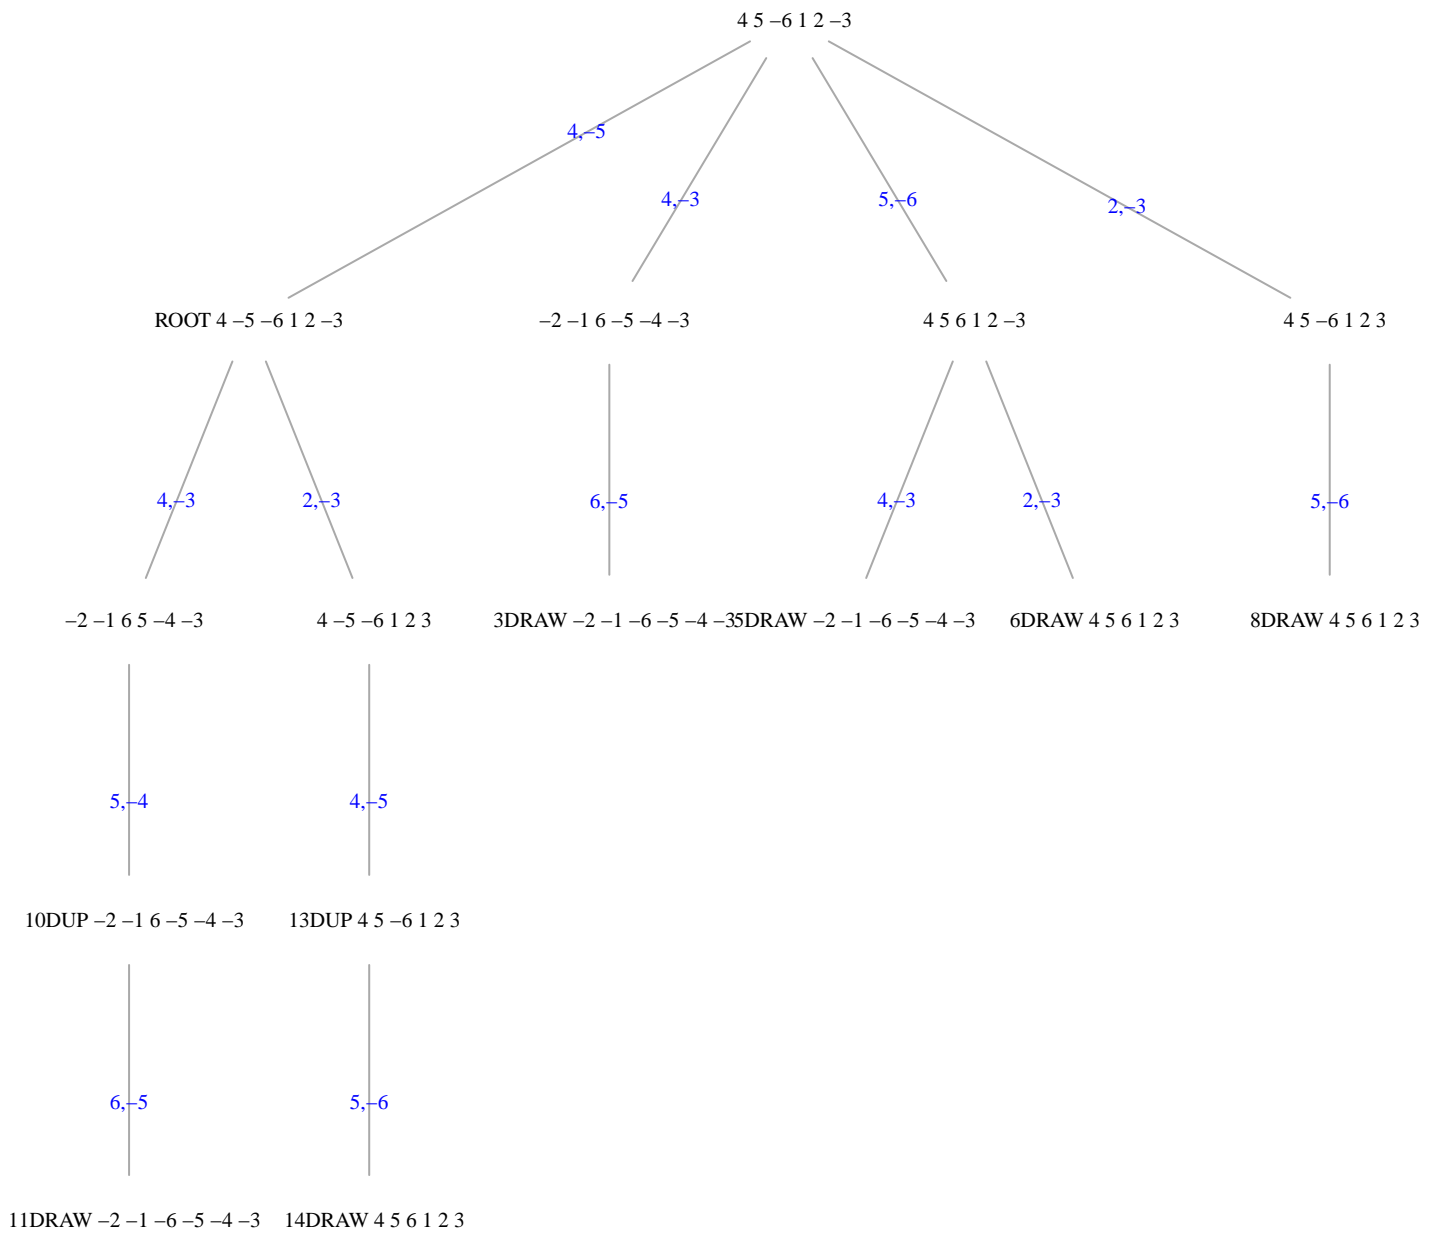 4 5 −6 1 2 −3
4,−5
4,−3
5,−6
2,−3
ROOT 4 −5 −6 1 2 −3
−2 −1 6 −5 −4 −3
4 5 6 1 2 −3
4 5 −6 1 2 3
4,−3
2,−3
6,−5
4,−3
2,−3
5,−6
−2 −1 6 5 −4 −3
4 −5 −6 1 2 3
3DRAW −2 −1 −6 −5 −4 −3
5DRAW −2 −1 −6 −5 −4 −3
6DRAW 4 5 6 1 2 3
8DRAW 4 5 6 1 2 3
5,−4
4,−5
10DUP −2 −1 6 −5 −4 −3
13DUP 4 5 −6 1 2 3
6,−5
5,−6
11DRAW −2 −1 −6 −5 −4 −3
14DRAW 4 5 6 1 2 3